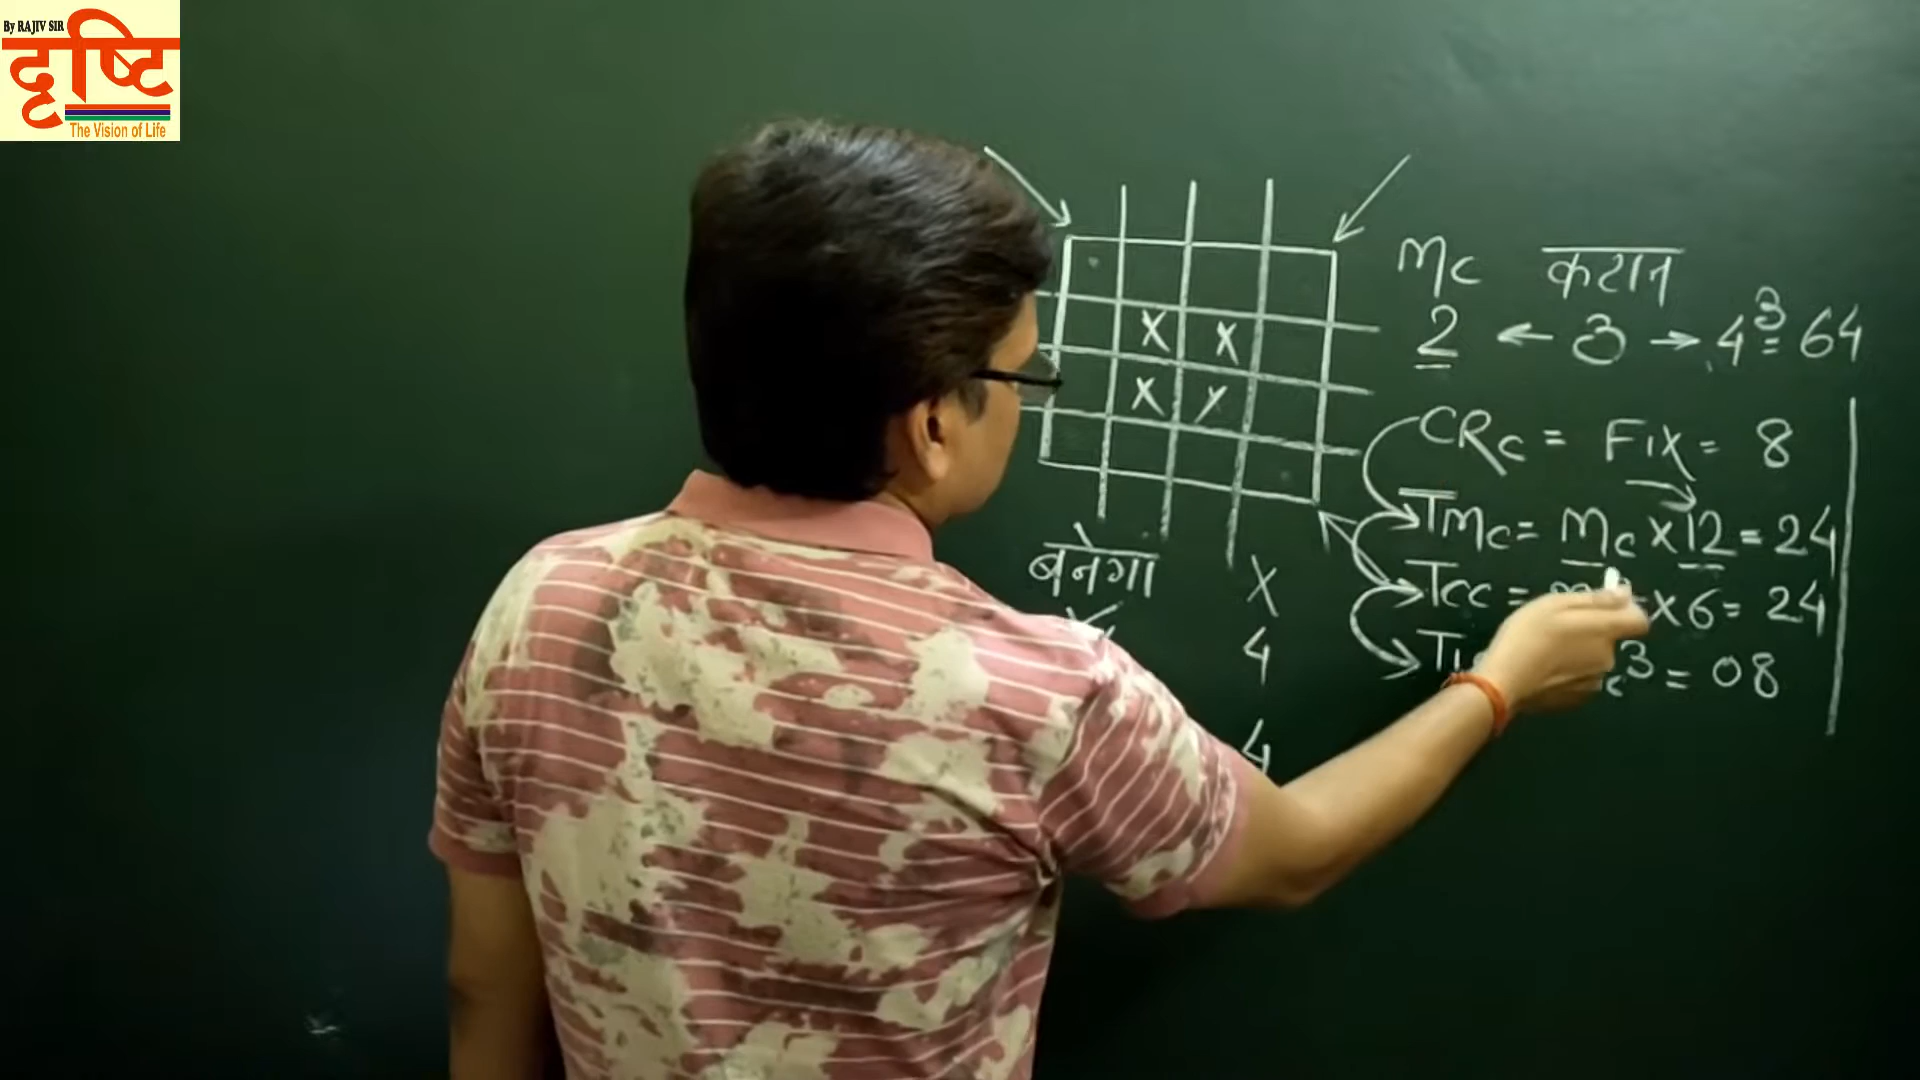 By RAJIV SIR
दृष्टि
The Vision of Life
mc कटान
2 ← 3 → 4³ = 64
X X
X X
CRc = Fix = 8
Tmc = mc × 12 = 24
Tcc = × 6 = 24
³ = 08
बनेगा X
4
4